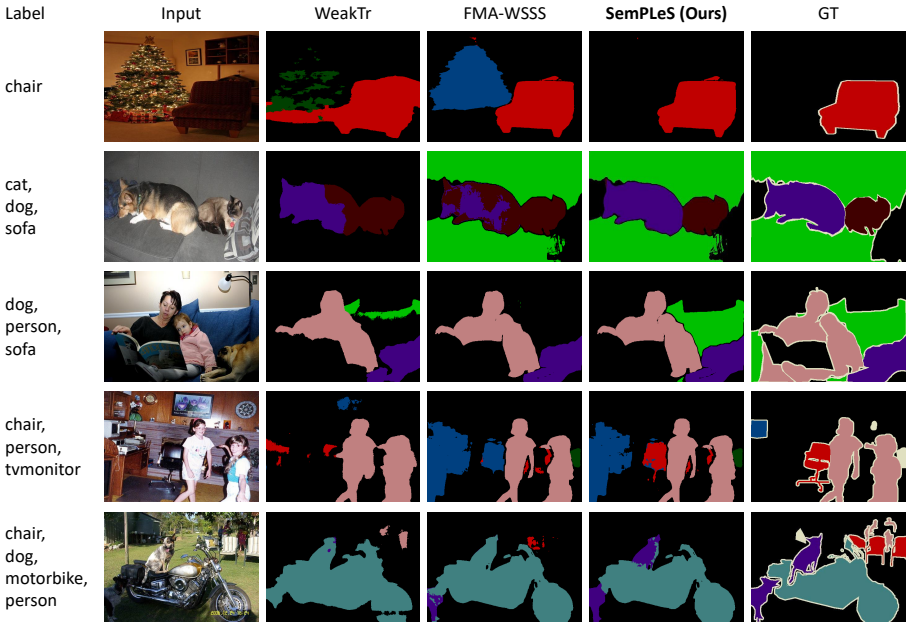 Label Input WeakTr FMA-WSSS SemPLeS (Ours) GT
chair
cat,
dog,
sofa
dog,
person,
sofa
chair,
person,
tvmonitor
chair,
dog,
motorbike,
person